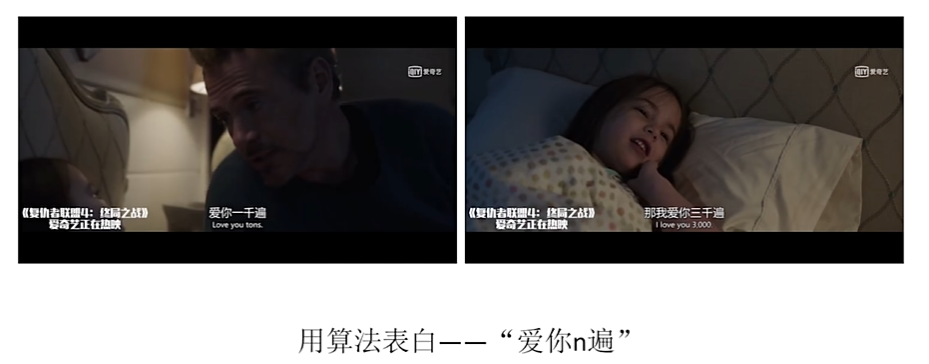 爱奇艺
爱你一千遍
Love you tons.
《复仇者联盟4：终局之战》
爱奇艺正在热映
爱奇艺
那我爱你三千遍
I love you 3,000.
《复仇者联盟4：终局之战》
爱奇艺正在热映
用算法表白——“爱你n遍”